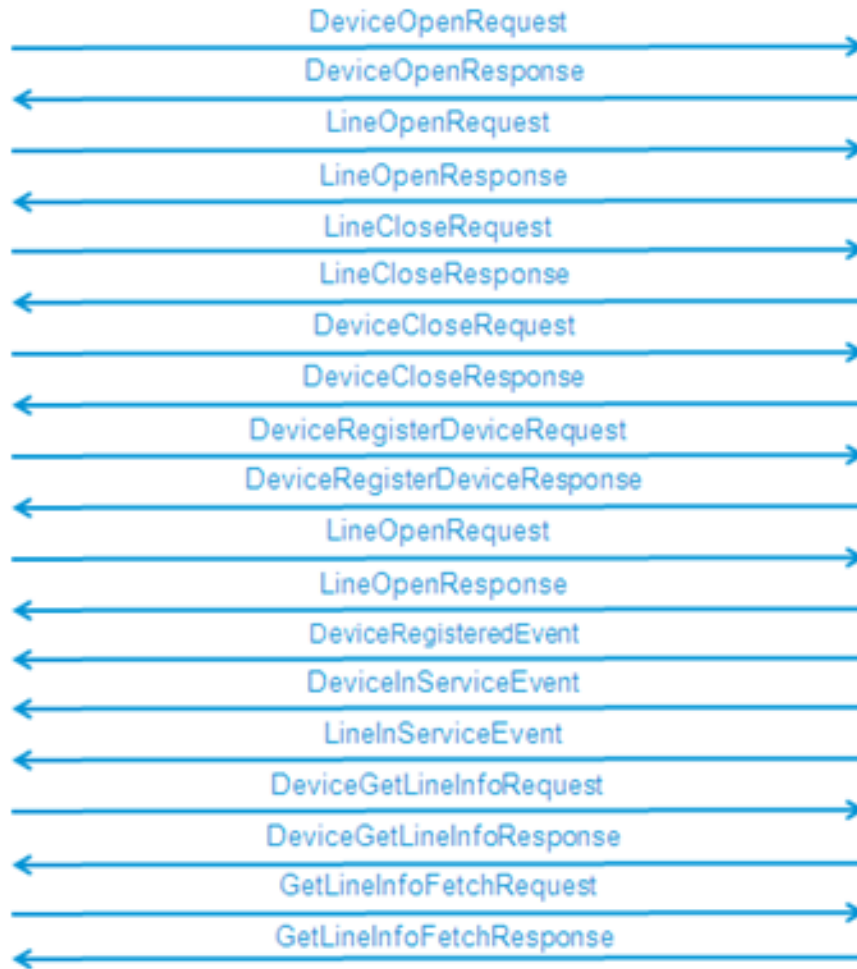 DeviceOpenRequest
DeviceOpenResponse
LineOpenRequest
LineOpenResponse
LineCloseRequest
LineCloseResponse
DeviceCloseRequest
DeviceCloseResponse
DeviceRegisterDeviceRequest
DeviceRegisterDeviceResponse
LineOpenRequest
LineOpenResponse
DeviceRegisteredEvent
DeviceInServiceEvent
LineInServiceEvent
DeviceGetLineInfoRequest
DeviceGetLineInfoResponse
GetLineInfoFetchRequest
GetLineInfoFetchResponse